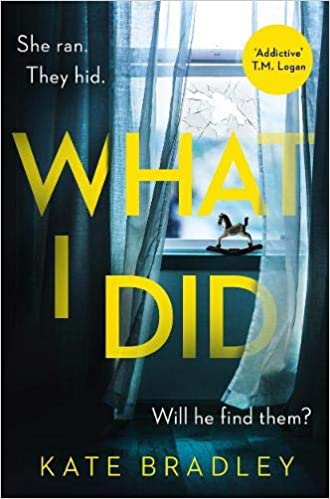 She ran.
They hid.
'Addictive'
T.M. Logan
WHAT
I
DID
Will he find them?
KATE BRADLEY